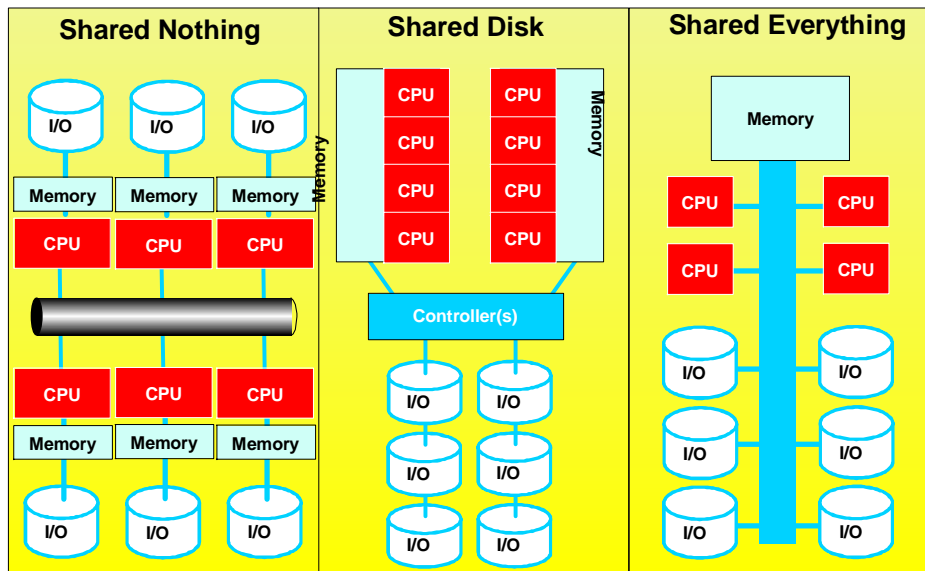 Shared Nothing
I/O
I/O
I/O
Memory
Memory
Memory
CPU
CPU
CPU
CPU
CPU
CPU
Memory
Memory
Memory
I/O
I/O
I/O
Shared Disk
Memory
CPU
CPU
CPU
CPU
CPU
CPU
CPU
CPU
Memory
Controller(s)
I/O
I/O
I/O
I/O
I/O
I/O
Shared Everything
Memory
CPU
CPU
CPU
CPU
I/O
I/O
I/O
I/O
I/O
I/O